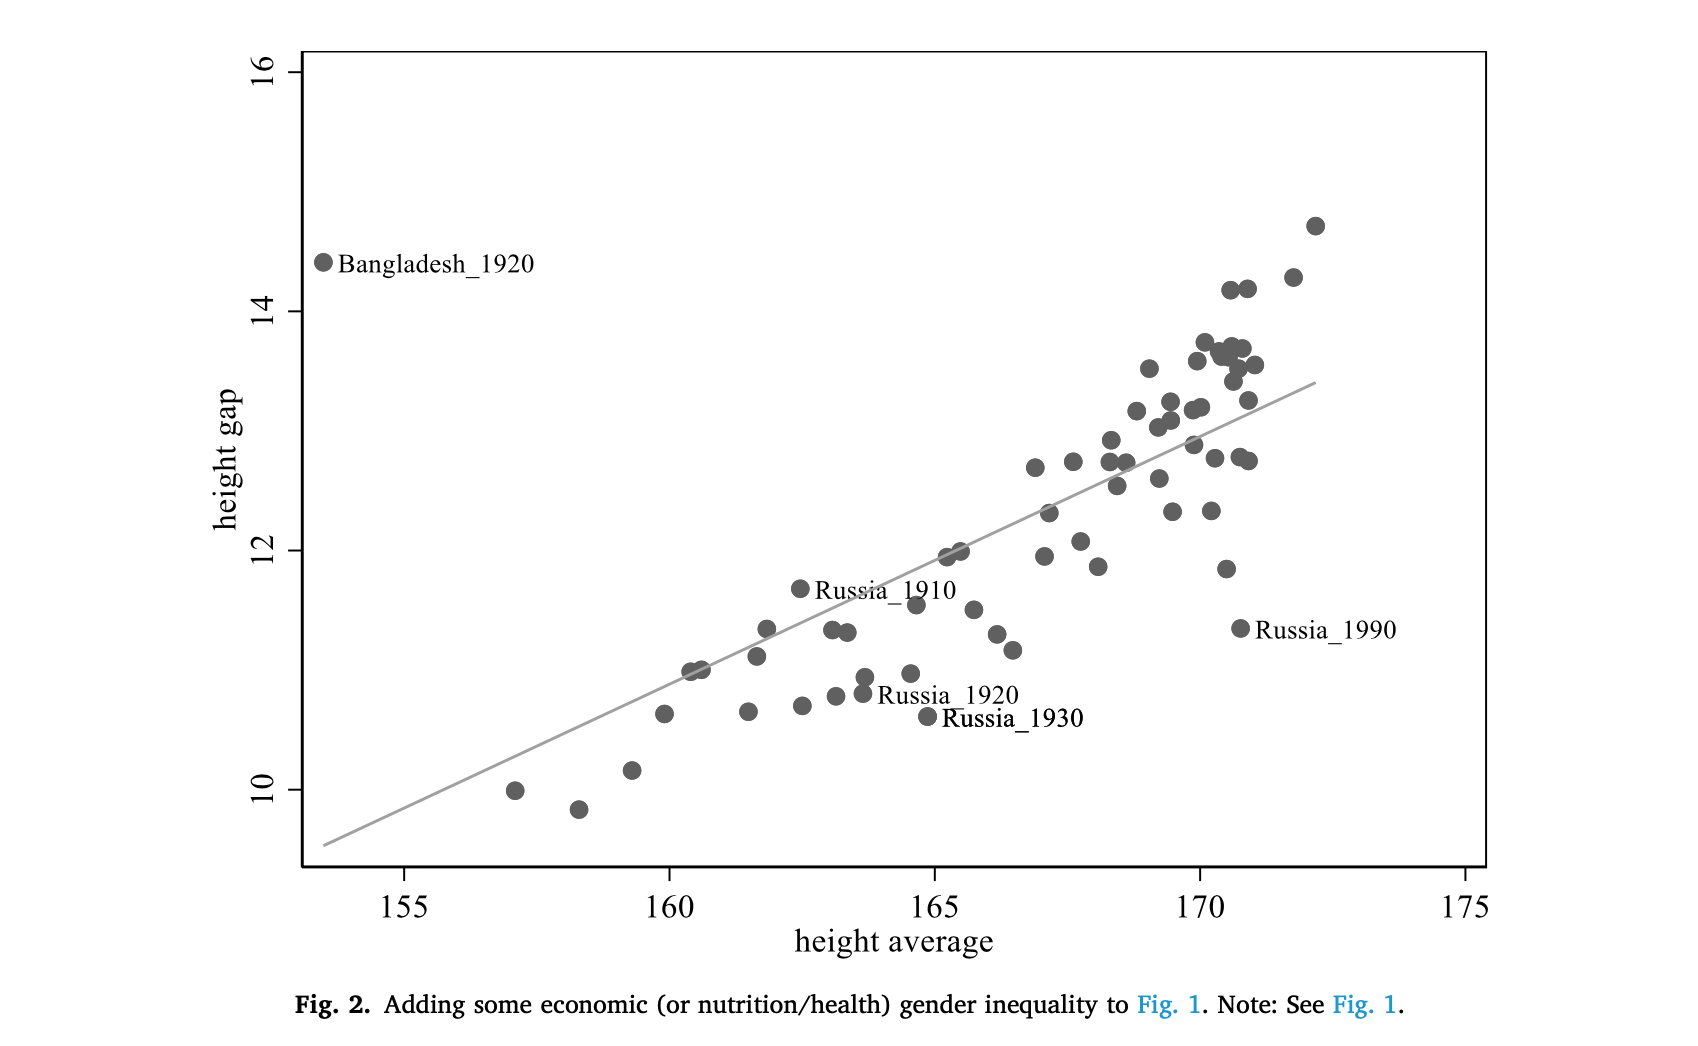 16
14
12
10
height gap
Bangladesh_1920
Russia_1910
Russia_1990
Russia_1920
Russia_1930
155 160 165 170 175
height average
Fig. 2. Adding some economic (or nutrition/health) gender inequality to Fig. 1. Note: See Fig. 1.